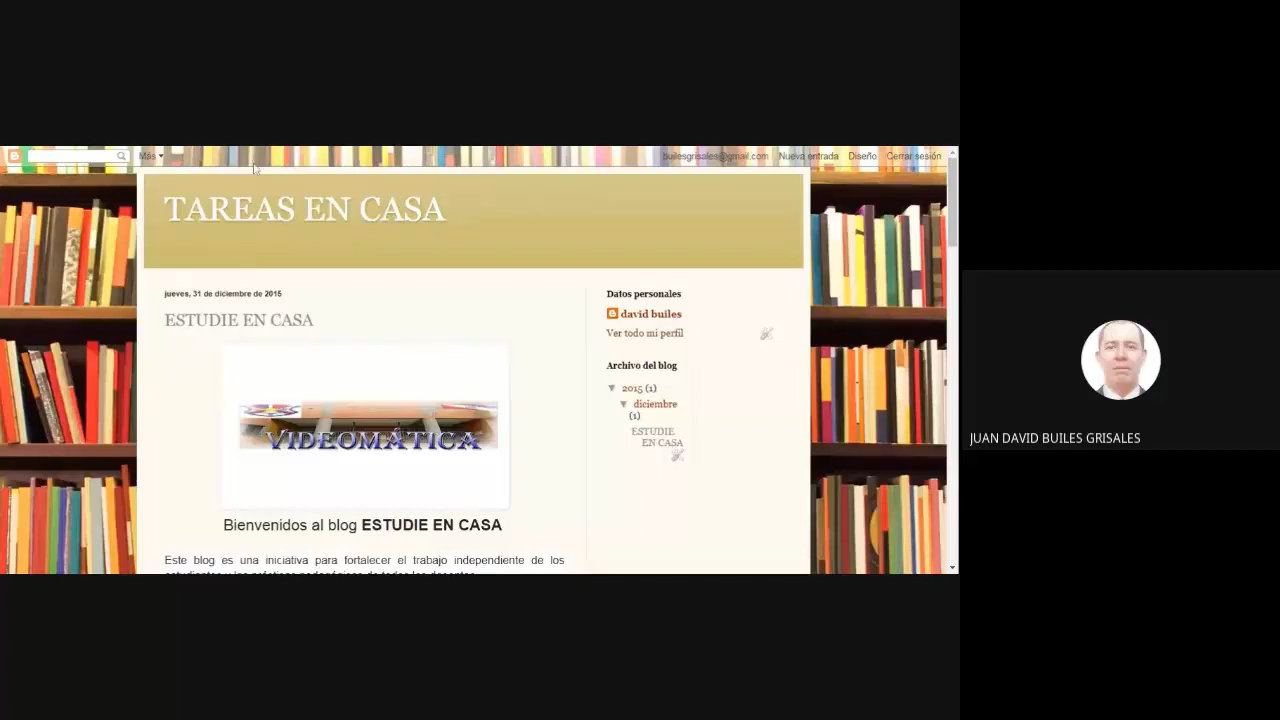 Más
builesgrisales@gmail.com Nueva entrada Diseño Cerrar sesión
TAREAS EN CASA
jueves, 31 de diciembre de 2015
ESTUDIE EN CASA
VIDEOMÁTICA
Bienvenidos al blog ESTUDIE EN CASA
Este blog es una iniciativa para fortalecer el trabajo independiente de los
Datos personales
david builes
Ver todo mi perfil
Archivo del blog
▼ 2015 (1)
▼ diciembre
(1)
ESTUDIE
EN CASA
JUAN DAVID BUILES GRISALES